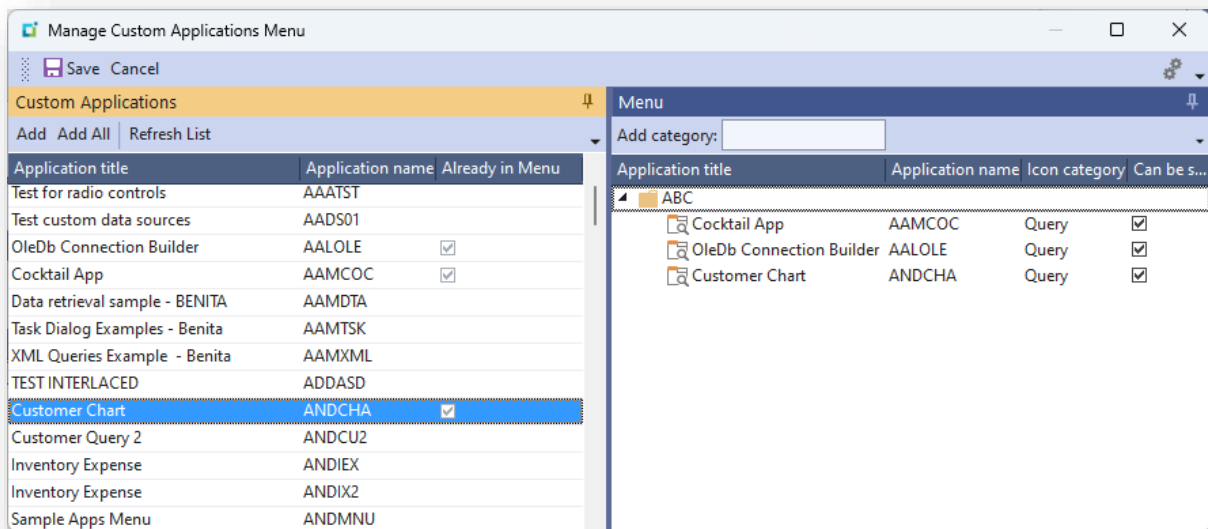 Manage Custom Applications Menu
Save Cancel
Custom Applications
Add Add All Refresh List
Application title Application name Already in Menu
Test for radio controls AAATST
Test custom data sources AADS01
OleDb Connection Builder AALOLE
Cocktail App AAMCOC
Data retrieval sample - BENITA AAMDTA
Task Dialog Examples - Benita AAMTSK
XML Queries Example  - Benita AAMXML
TEST INTERLACED ADDASD
Customer Chart ANDCHA
Customer Query 2 ANDCU2
Inventory Expense ANDIEX
Inventory Expense ANDIX2
Sample Apps Menu ANDMNU
Menu
Add category:
Application title Application name Icon category Can be s...
ABC
Cocktail App AAMCOC Query
OleDb Connection Builder AALOLE Query
Customer Chart ANDCHA Query